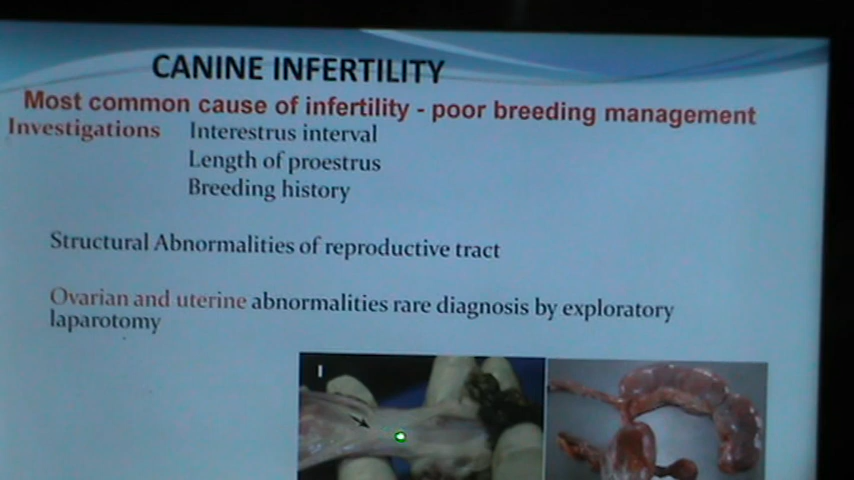 CANINE INFERTILITY
Most common cause of infertility - poor breeding management
Investigations Interestrus interval
Length of proestrus
Breeding history
Structural Abnormalities of reproductive tract
Ovarian and uterine abnormalities rare diagnosis by exploratory
laparotomy
I